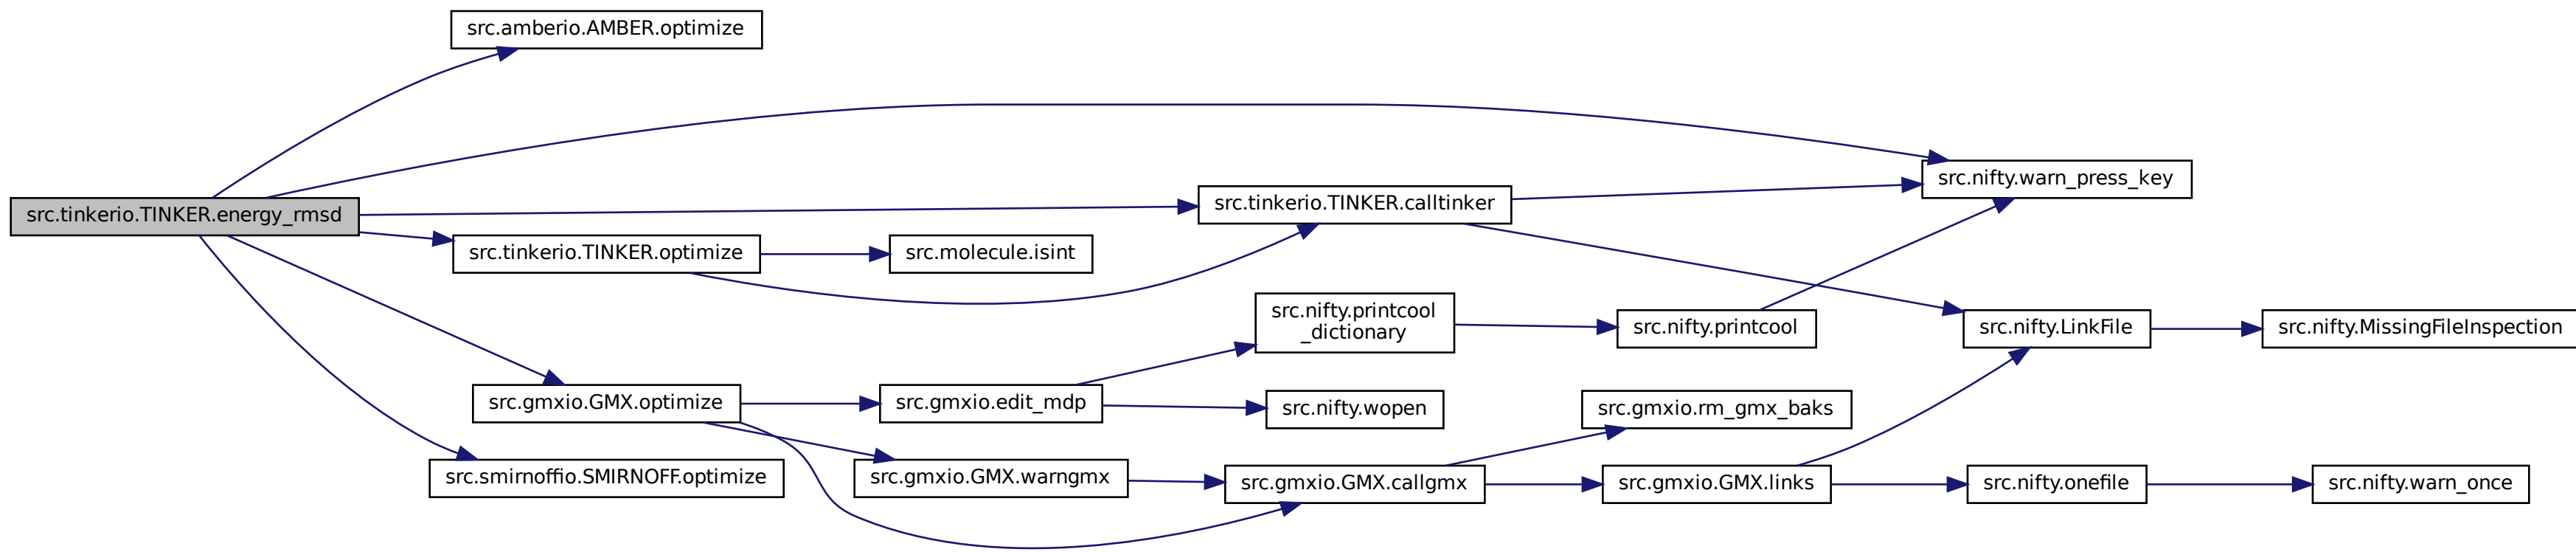 src.amberio.AMBER.optimize
src.nifty.warn_press_key
src.tinkerio.TINKER.calltinker
src.tinkerio.TINKER.energy_rmsd
src.tinkerio.TINKER.optimize
src.molecule.isint
src.nifty.printcool
_dictionary
src.nifty.printcool
src.nifty.LinkFile
src.nifty.MissingFileInspection
src.gmxio.GMX.optimize
src.gmxio.edit_mdp
src.nifty.wopen
src.gmxio.rm_gmx_baks
src.smirnoffio.SMIRNOFF.optimize
src.gmxio.GMX.warngmx
src.gmxio.GMX.callgmx
src.gmxio.GMX.links
src.nifty.onefile
src.nifty.warn_once